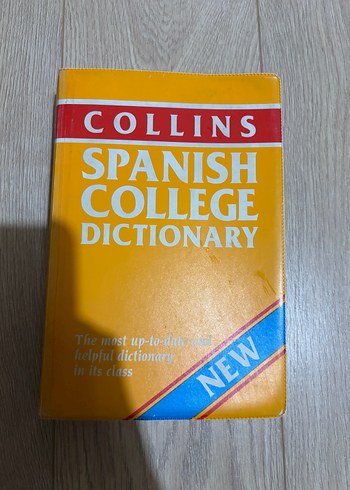 COLLINS
SPANISH
COLLEGE
DICTIONARY
The most up-to-date and
helpful dictionary
in its class
NEW